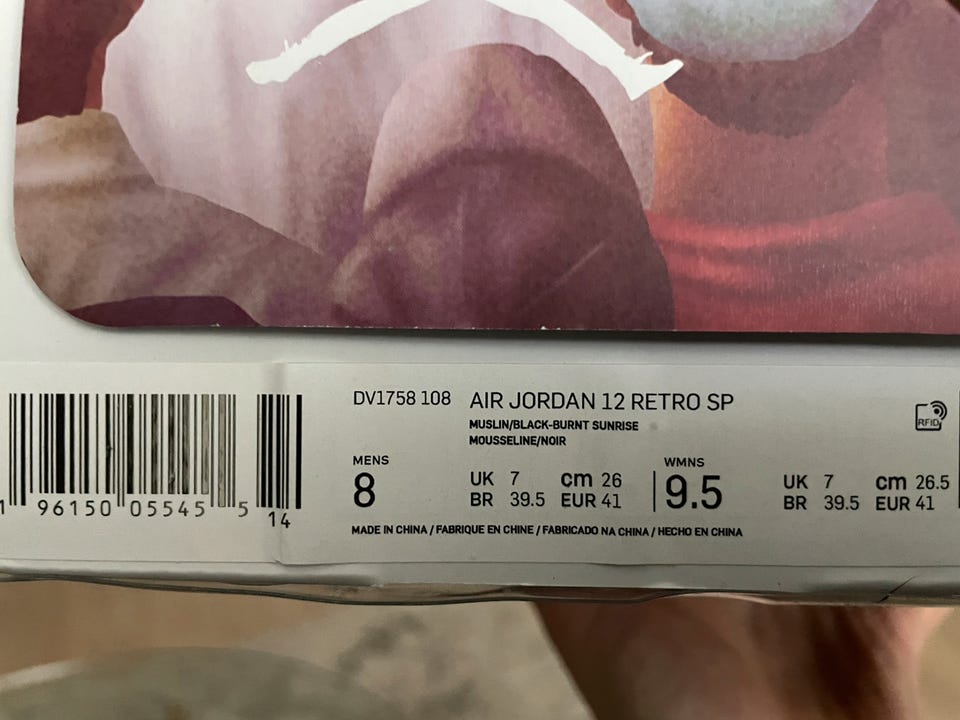 DV1758 108 AIR JORDAN 12 RETRO SP
MUSLIN/BLACK-BURNT SUNRISE
MOUSSELINE/NOIR
RFID
MENS
8
UK 7 cm 26
BR 39.5 EUR 41
WMNS
9.5
UK 7 cm 26.5
BR 39.5 EUR 41
1 96150 05545 5 14
MADE IN CHINA / FABRIQUE EN CHINE / FABRICADO NA CHINA / HECHO EN CHINA